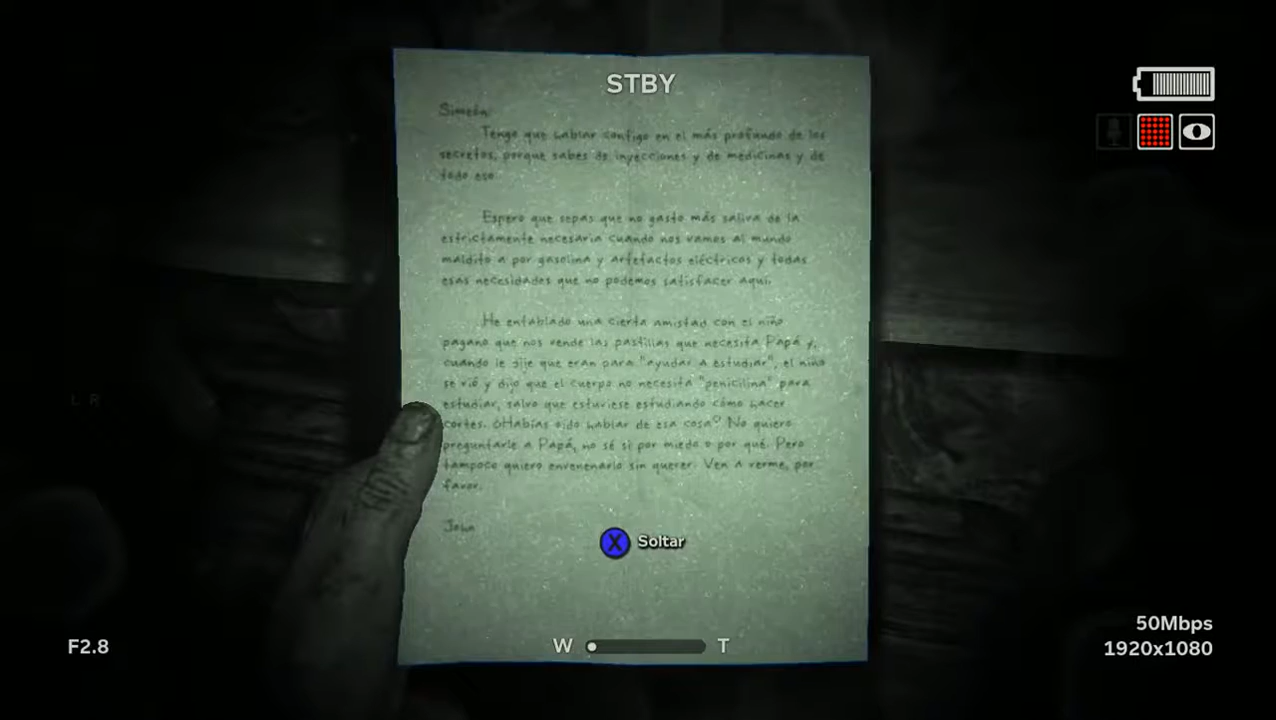 STBY
Simeón:
Tengo que hablar contigo en el más profundo de los
secretos, porque sabes de inyecciones y de medicinas y de
todo eso.
Espero que sepas que no gasto más saliva de la
estrictamente necesaria cuando nos vamos al mundo
maldito a por gasolina y artefactos eléctricos y todas
esas necesidades que no podemos satisfacer aquí.
He entablado una cierta amistad con el niño
pagano que nos vende las pastillas que necesita Papá y,
cuando le dije que eran para "ayudar a estudiar", el niño
se rió y dijo que el cuerpo no necesita "penicilina" para
estudiar, salvo que estuviese estudiando cómo hacer
cortes. ¿Habías oído hablar de esa cosa? No quiero
preguntarle a Papá, no sé si por miedo o por qué. Pero
tampoco quiero envenenarlo sin querer. Ven a verme, por
favor.
John
X Soltar
L R
F2.8
W T
50Mbps
1920x1080